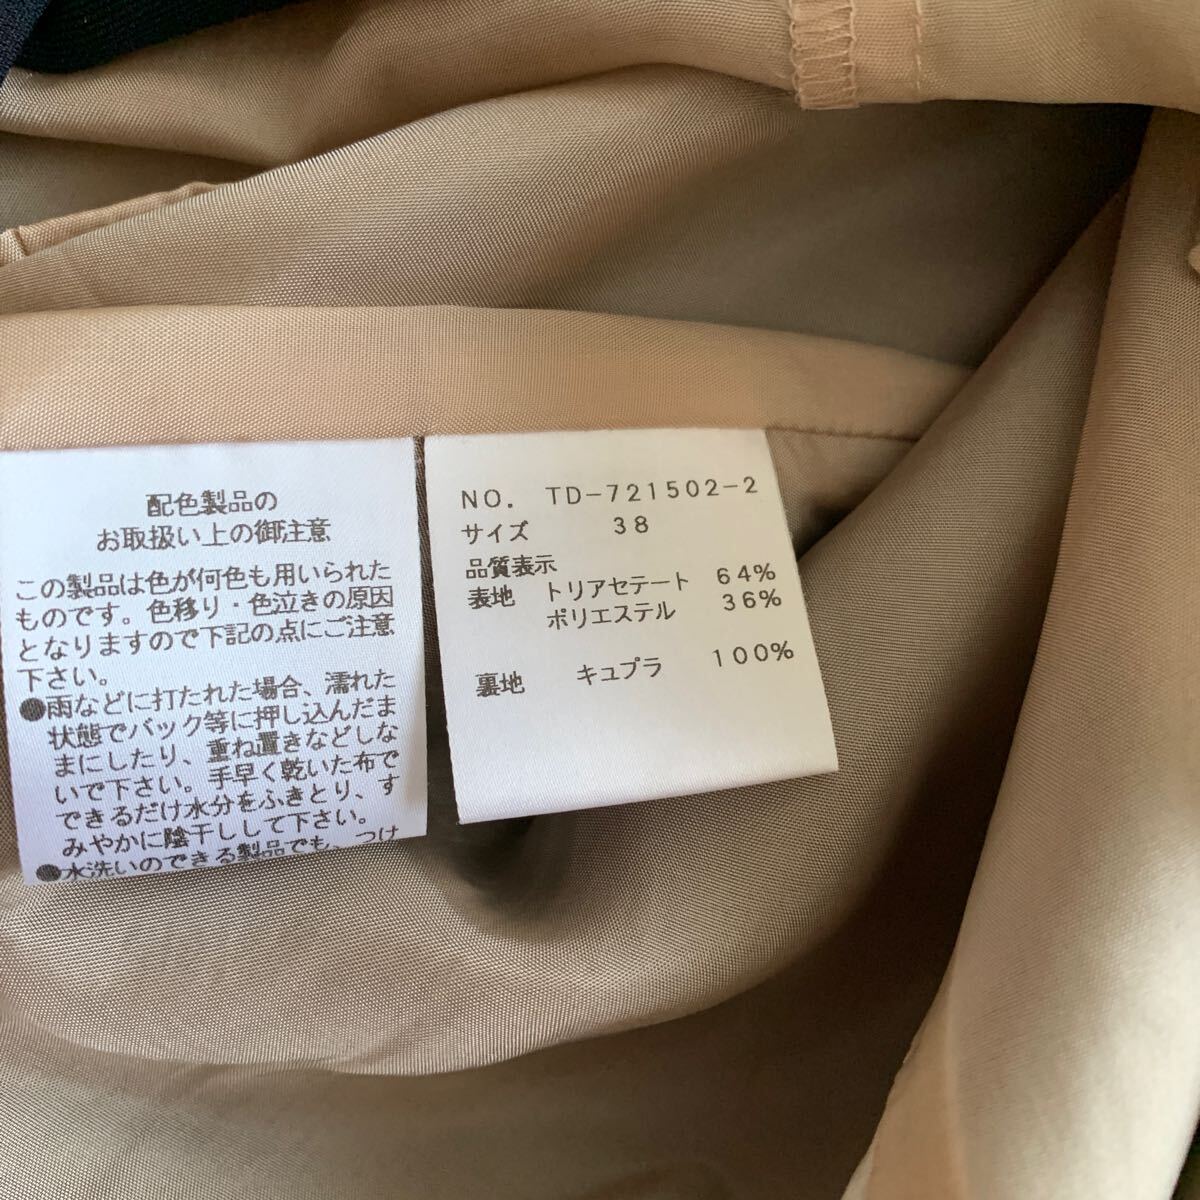 配色製品の
お取扱い上の御注意
この製品は色が何色も用いられた
ものです。色移り・色泣きの原因
となりますので下記の点にご注意
下さい。
●雨などに打たれた場合、濡れた
状態でバック等に押し込んだま
まにしたり、重ね置きなどしな
いで下さい。手早く乾いた布で
できるだけ水分をふきとり、す
みやかに陰干しして下さい。
●水洗いのできる製品でも、つけ
NO. TD-721502-2
サイズ 38
品質表示
表地 トリアセテート 64%
ポリエステル 36%
裏地 キュプラ 100%